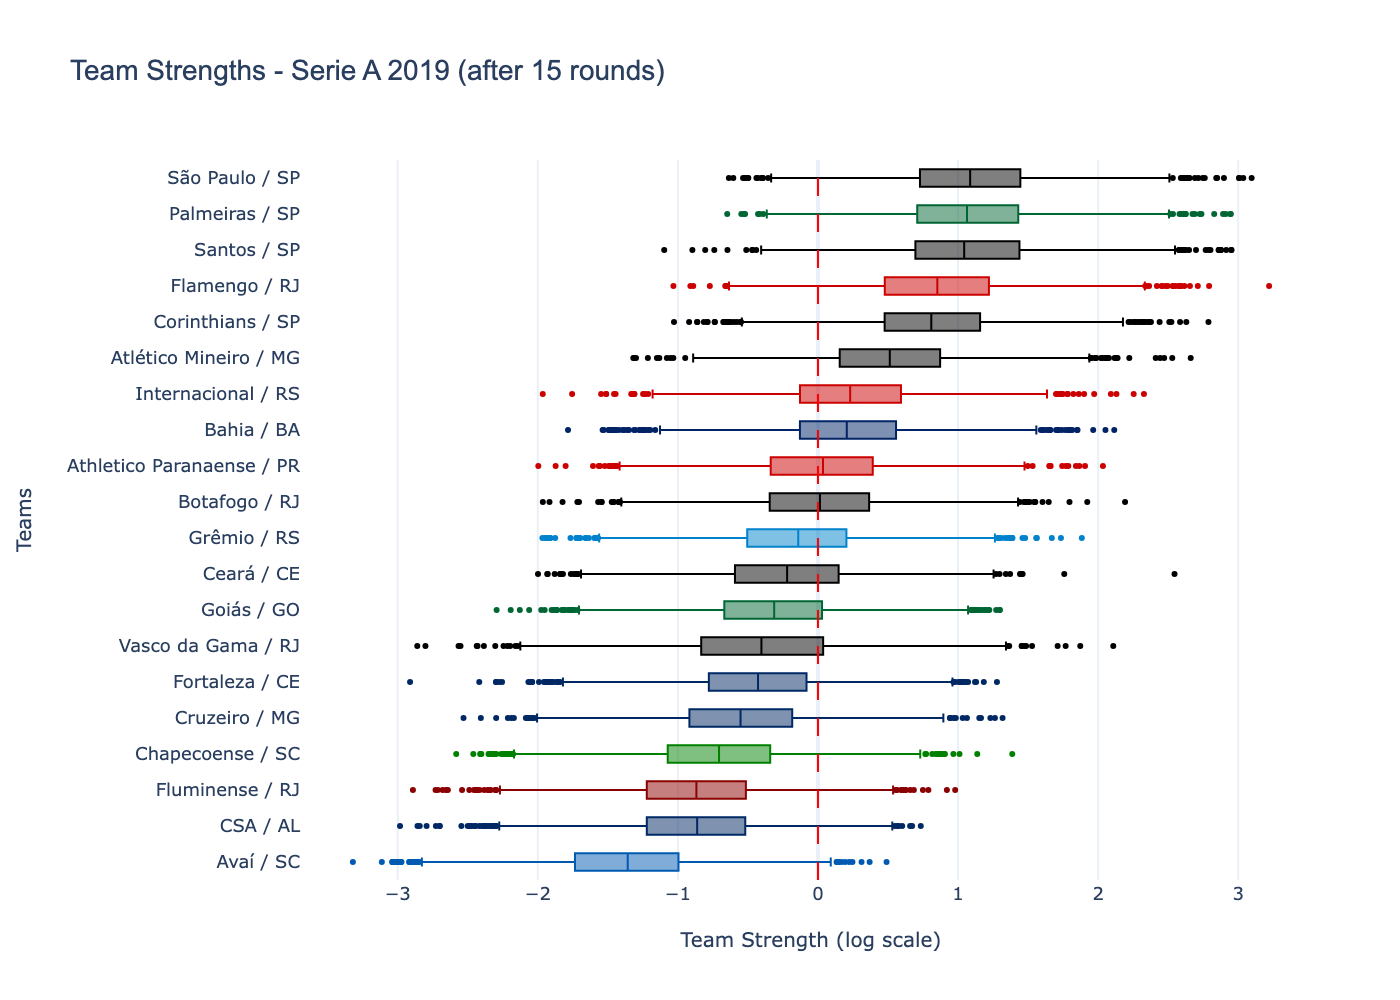 Team Strengths - Serie A 2019 (after 15 rounds)
São Paulo / SP
Palmeiras / SP
Santos / SP
Flamengo / RJ
Corinthians / SP
Atlético Mineiro / MG
Internacional / RS
Bahia / BA
Athletico Paranaense / PR
Botafogo / RJ
Grêmio / RS
Ceará / CE
Goiás / GO
Vasco da Gama / RJ
Fortaleza / CE
Cruzeiro / MG
Chapecoense / SC
Fluminense / RJ
CSA / AL
Avaí / SC
Teams
−3 −2 −1 0 1 2 3
Team Strength (log scale)